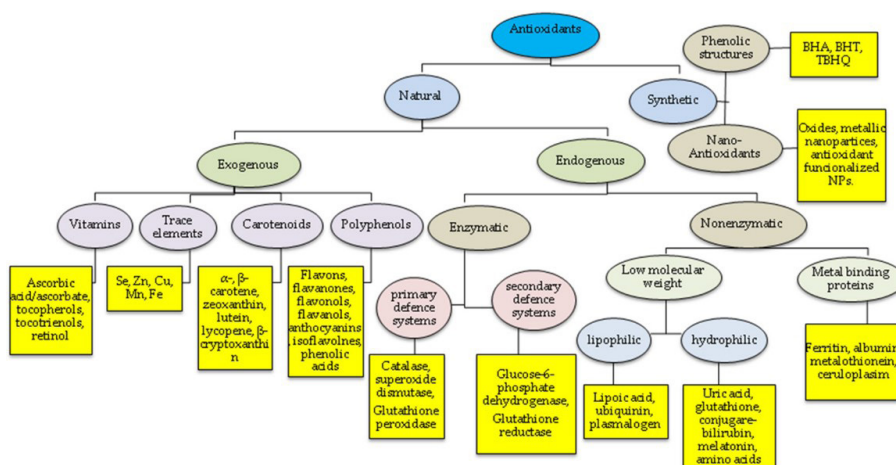 Antioxidants
Phenolic
structures
BHA, BHT,
TBHQ
Natural
Synthetic
Nano-
Antioxidants
Oxides, metallic
nanopartices,
antioxidant
funcionalized
NPs.
Exogenous
Endogenous
Vitamins
Trace
elements
Carotenoids
Polyphenols
Enzymatic
Nonenzymatic
Ascorbic
acid/ascorbate,
tocopherols,
tocotrienols,
retinol
Se, Zn, Cu,
Mn, Fe
α-, β-
carotene,
zeoxanthin,
lutein,
lycopene, β-
cryptoxanthi
n
Flavons,
flavanones,
flavonols,
flavanols,
anthocyanins
, isoflavolnes,
phenolic
acids
primary
defence
systems
secondary
defence
systems
Low molecular
weight
Metal binding
proteins
Catalase,
superoxide
dismutase,
Glutathione
peroxidase
Glucose-6-
phosphate
dehydrogenase,
Glutathione
reductase
lipophilic
hydrophilic
Lipoic acid,
ubiquinin,
plasmalogen
Uric acid,
glutathione,
conjugare-
bilirubin,
melatonin,
amino acids
Ferritin, albumin,
metalothionein,
ceruloplasim